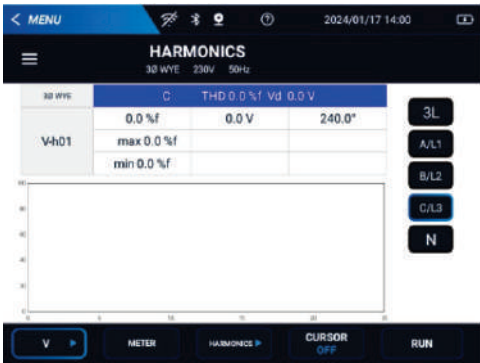 < MENU 2024/01/17 14:00
HARMONICS
3Ø WYE 230V 50Hz
3Ø WYE C THD 0.0 %f Vd 0.0 V
V-h01 0.0 %f 0.0 V 240.0°
max 0.0 %f
min 0.0 %f
3L
A/L1
B/L2
C/L3
N
V METER HARMONICS CURSOR OFF RUN